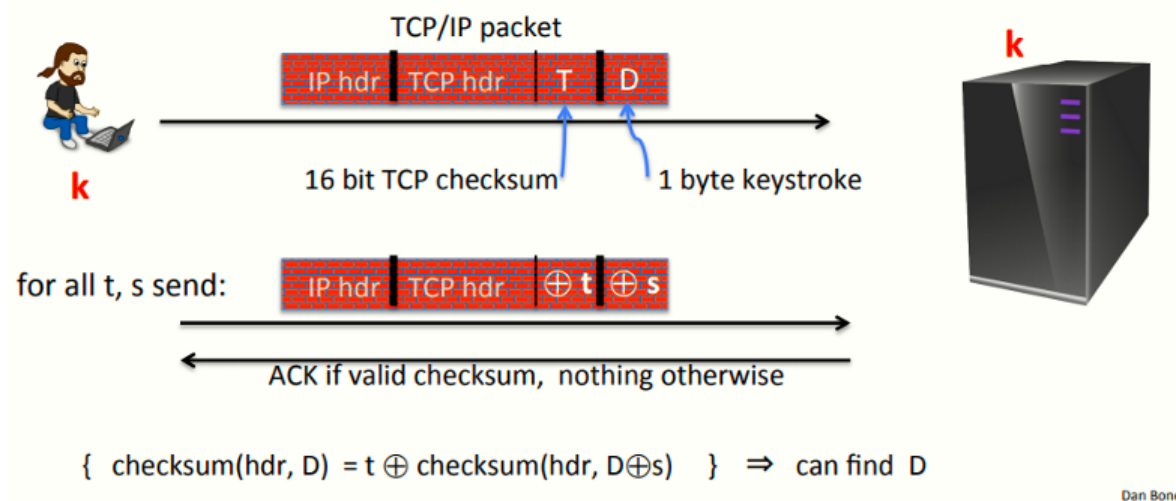 TCP/IP packet
IP hdr TCP hdr T D
k
k
16 bit TCP checksum 1 byte keystroke
for all t, s send: IP hdr TCP hdr ⊕ t ⊕ s
ACK if valid checksum, nothing otherwise
{ checksum(hdr, D) = t ⊕ checksum(hdr, D⊕s) } ⇒ can find D
Dan Bone